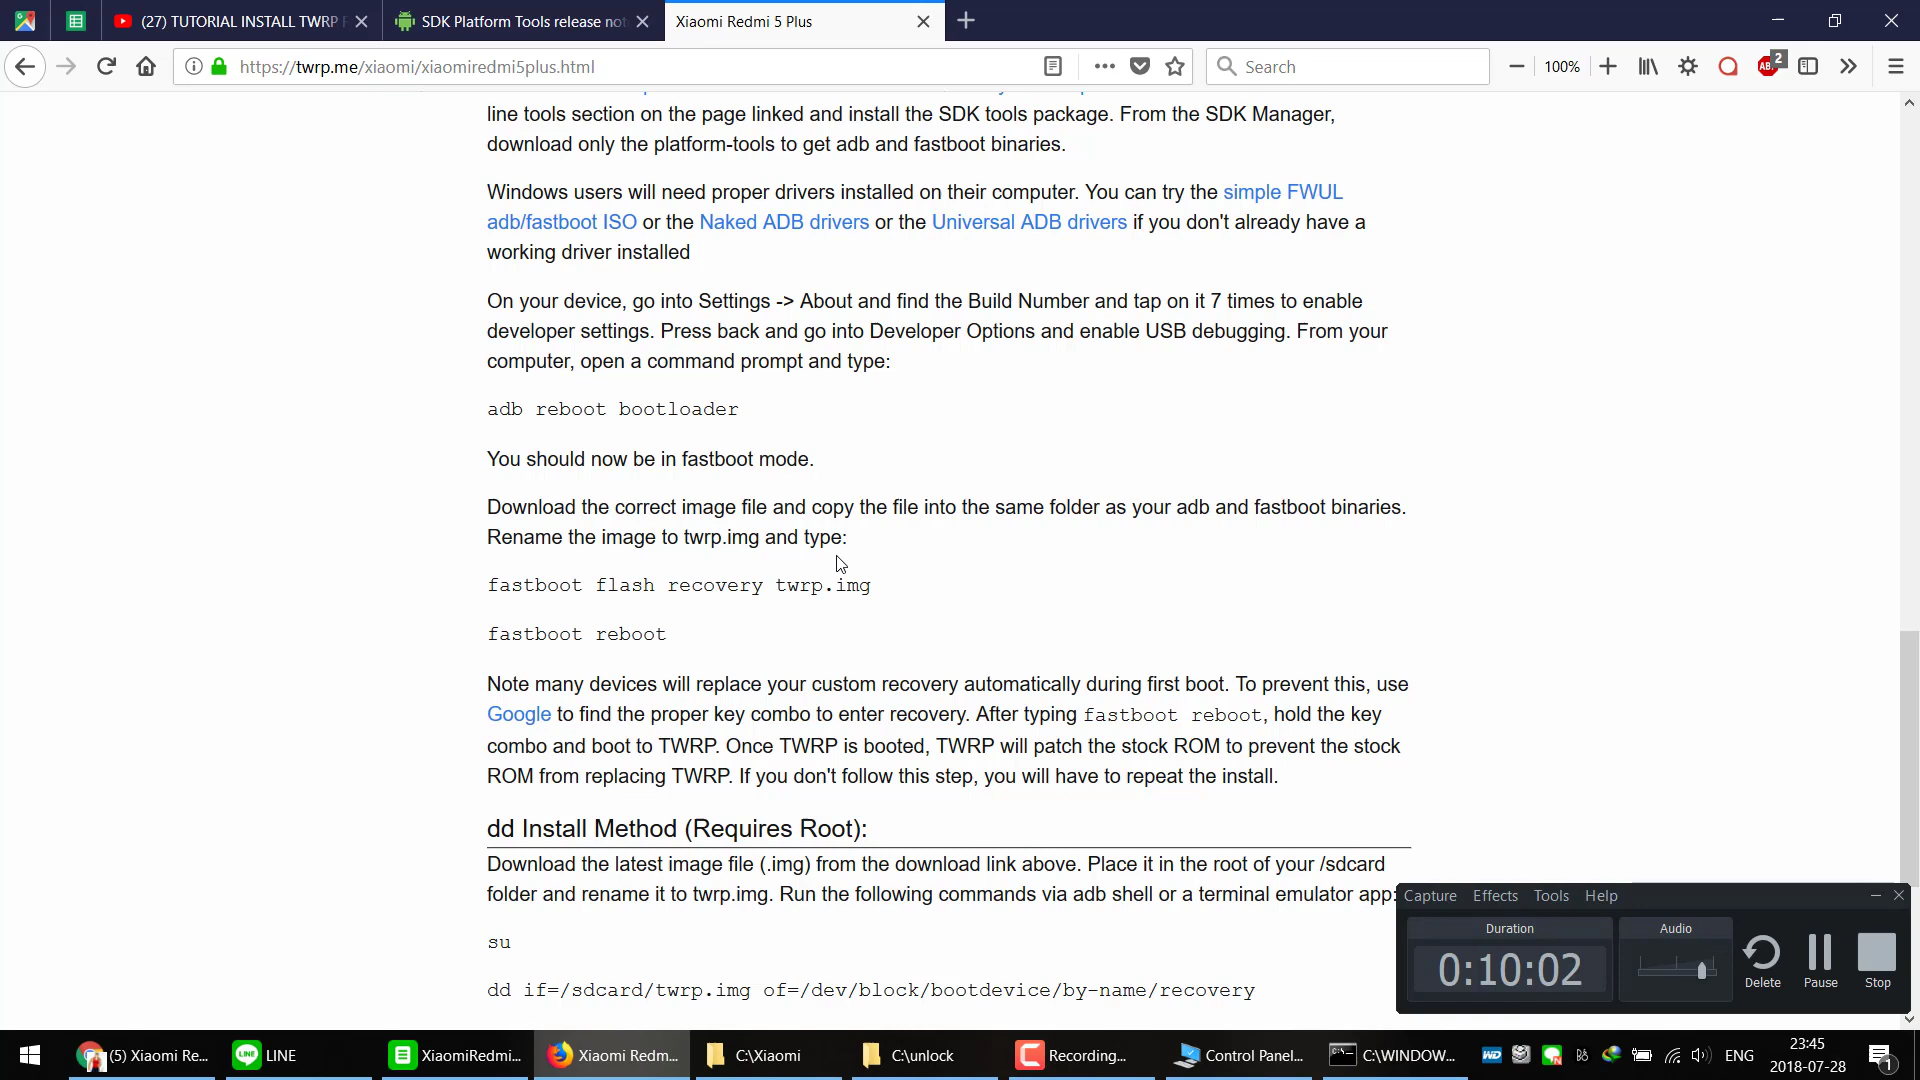 (27) TUTORIAL INSTALL TWRP
SDK Platform Tools release not
Xiaomi Redmi 5 Plus
https://twrp.me/xiaomi/xiaomiredmi5plus.html
Search
100%
ABP
2
line tools section on the page linked and install the SDK tools package. From the SDK Manager,
download only the platform-tools to get adb and fastboot binaries.
Windows users will need proper drivers installed on their computer. You can try the simple FWUL
adb/fastboot ISO or the Naked ADB drivers or the Universal ADB drivers if you don't already have a
working driver installed
On your device, go into Settings -> About and find the Build Number and tap on it 7 times to enable
developer settings. Press back and go into Developer Options and enable USB debugging. From your
computer, open a command prompt and type:
adb reboot bootloader
You should now be in fastboot mode.
Download the correct image file and copy the file into the same folder as your adb and fastboot binaries.
Rename the image to twrp.img and type:
fastboot flash recovery twrp.img
fastboot reboot
Note many devices will replace your custom recovery automatically during first boot. To prevent this, use
Google to find the proper key combo to enter recovery. After typing fastboot reboot, hold the key
combo and boot to TWRP. Once TWRP is booted, TWRP will patch the stock ROM to prevent the stock
ROM from replacing TWRP. If you don't follow this step, you will have to repeat the install.
dd Install Method (Requires Root):
Download the latest image file (.img) from the download link above. Place it in the root of your /sdcard
folder and rename it to twrp.img. Run the following commands via adb shell or a terminal emulator app:
su
dd if=/sdcard/twrp.img of=/dev/block/bootdevice/by-name/recovery
Capture Effects Tools Help
Duration
Audio
0:10:02
Delete
Pause
Stop
(5) Xiaomi Re...
LINE
XiaomiRedmi...
Xiaomi Redm...
C:\Xiaomi
C:\unlock
Recording...
Control Panel...
C:\WINDOW...
WD
ENG
23:45
2018-07-28
1